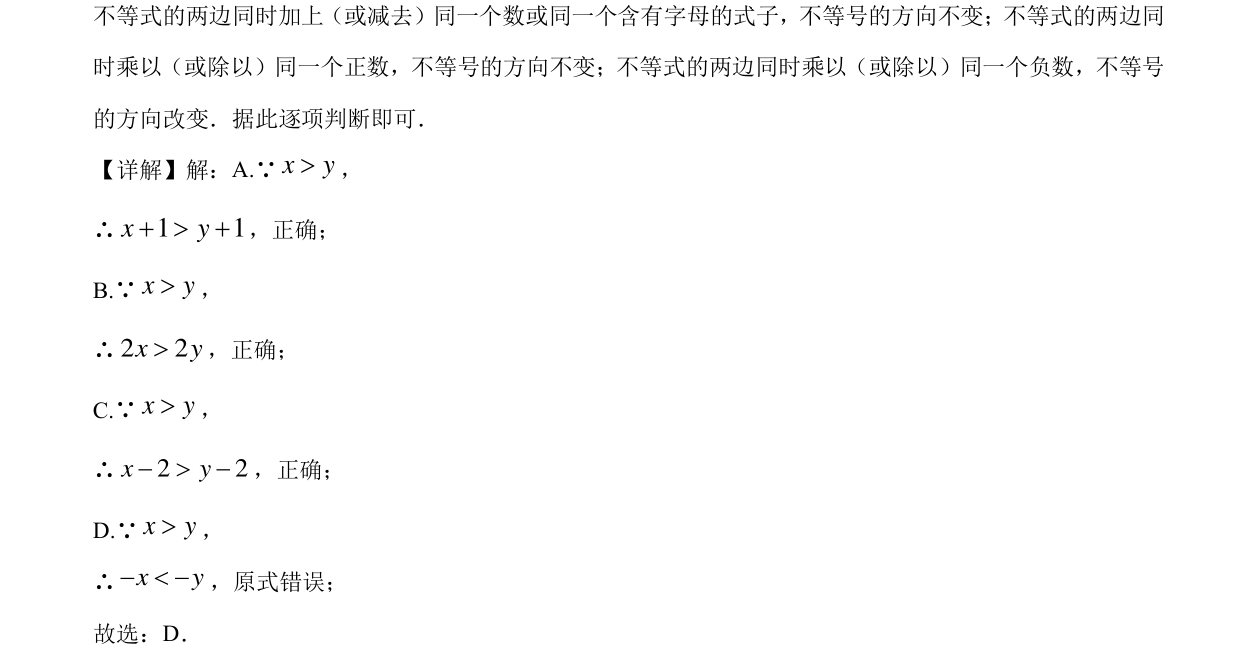 不等式的两边同时加上（或减去）同一个数或同一个含有字母的式子，不等号的方向不变；不等式的两边同
时乘以（或除以）同一个正数，不等号的方向不变；不等式的两边同时乘以（或除以）同一个负数，不等号
的方向改变．据此逐项判断即可．
【详解】解：A.∵ x > y，
∴ x+1 > y+1，正确；
B.∵ x > y，
∴ 2x > 2y，正确；
C.∵ x > y，
∴ x−2 > y−2，正确；
D.∵ x > y，
∴ −x < −y，原式错误；
故选：D．